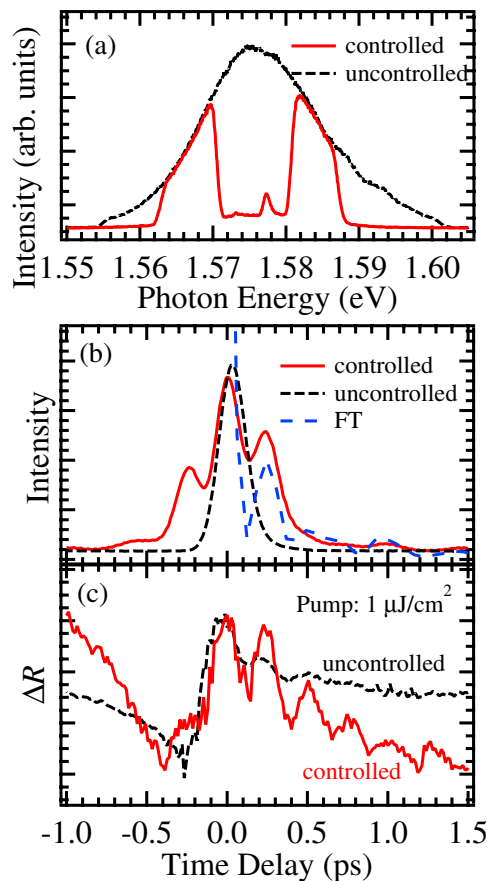 (a)
controlled
uncontrolled
Intensity (arb. units)
1.55 1.56 1.57 1.58 1.59 1.60
Photon Energy (eV)
(b)
controlled
uncontrolled
FT
Intensity
(c)
Pump: 1 μJ/cm²
uncontrolled
ΔR
controlled
-1.0 -0.5 0.0 0.5 1.0 1.5
Time Delay (ps)